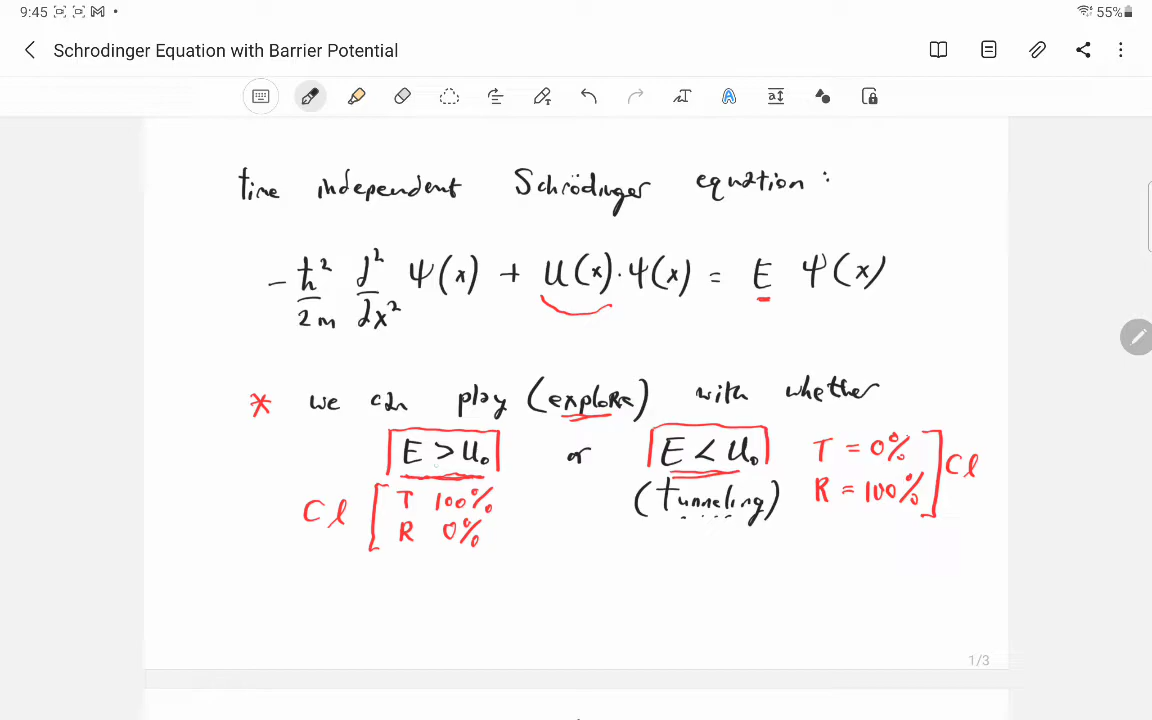 9:45
55%
Schrodinger Equation with Barrier Potential
time independent Schrödinger equation :
-ħ²/2m d²/dx² Ψ(x) + U(x)·Ψ(x) = E Ψ(x)
* we can play (explore) with whether
E > U₀ or E < U₀ T = 0%
(tunneling) R = 100% ] Cl
Cl [ T 100%
R 0%
1/3